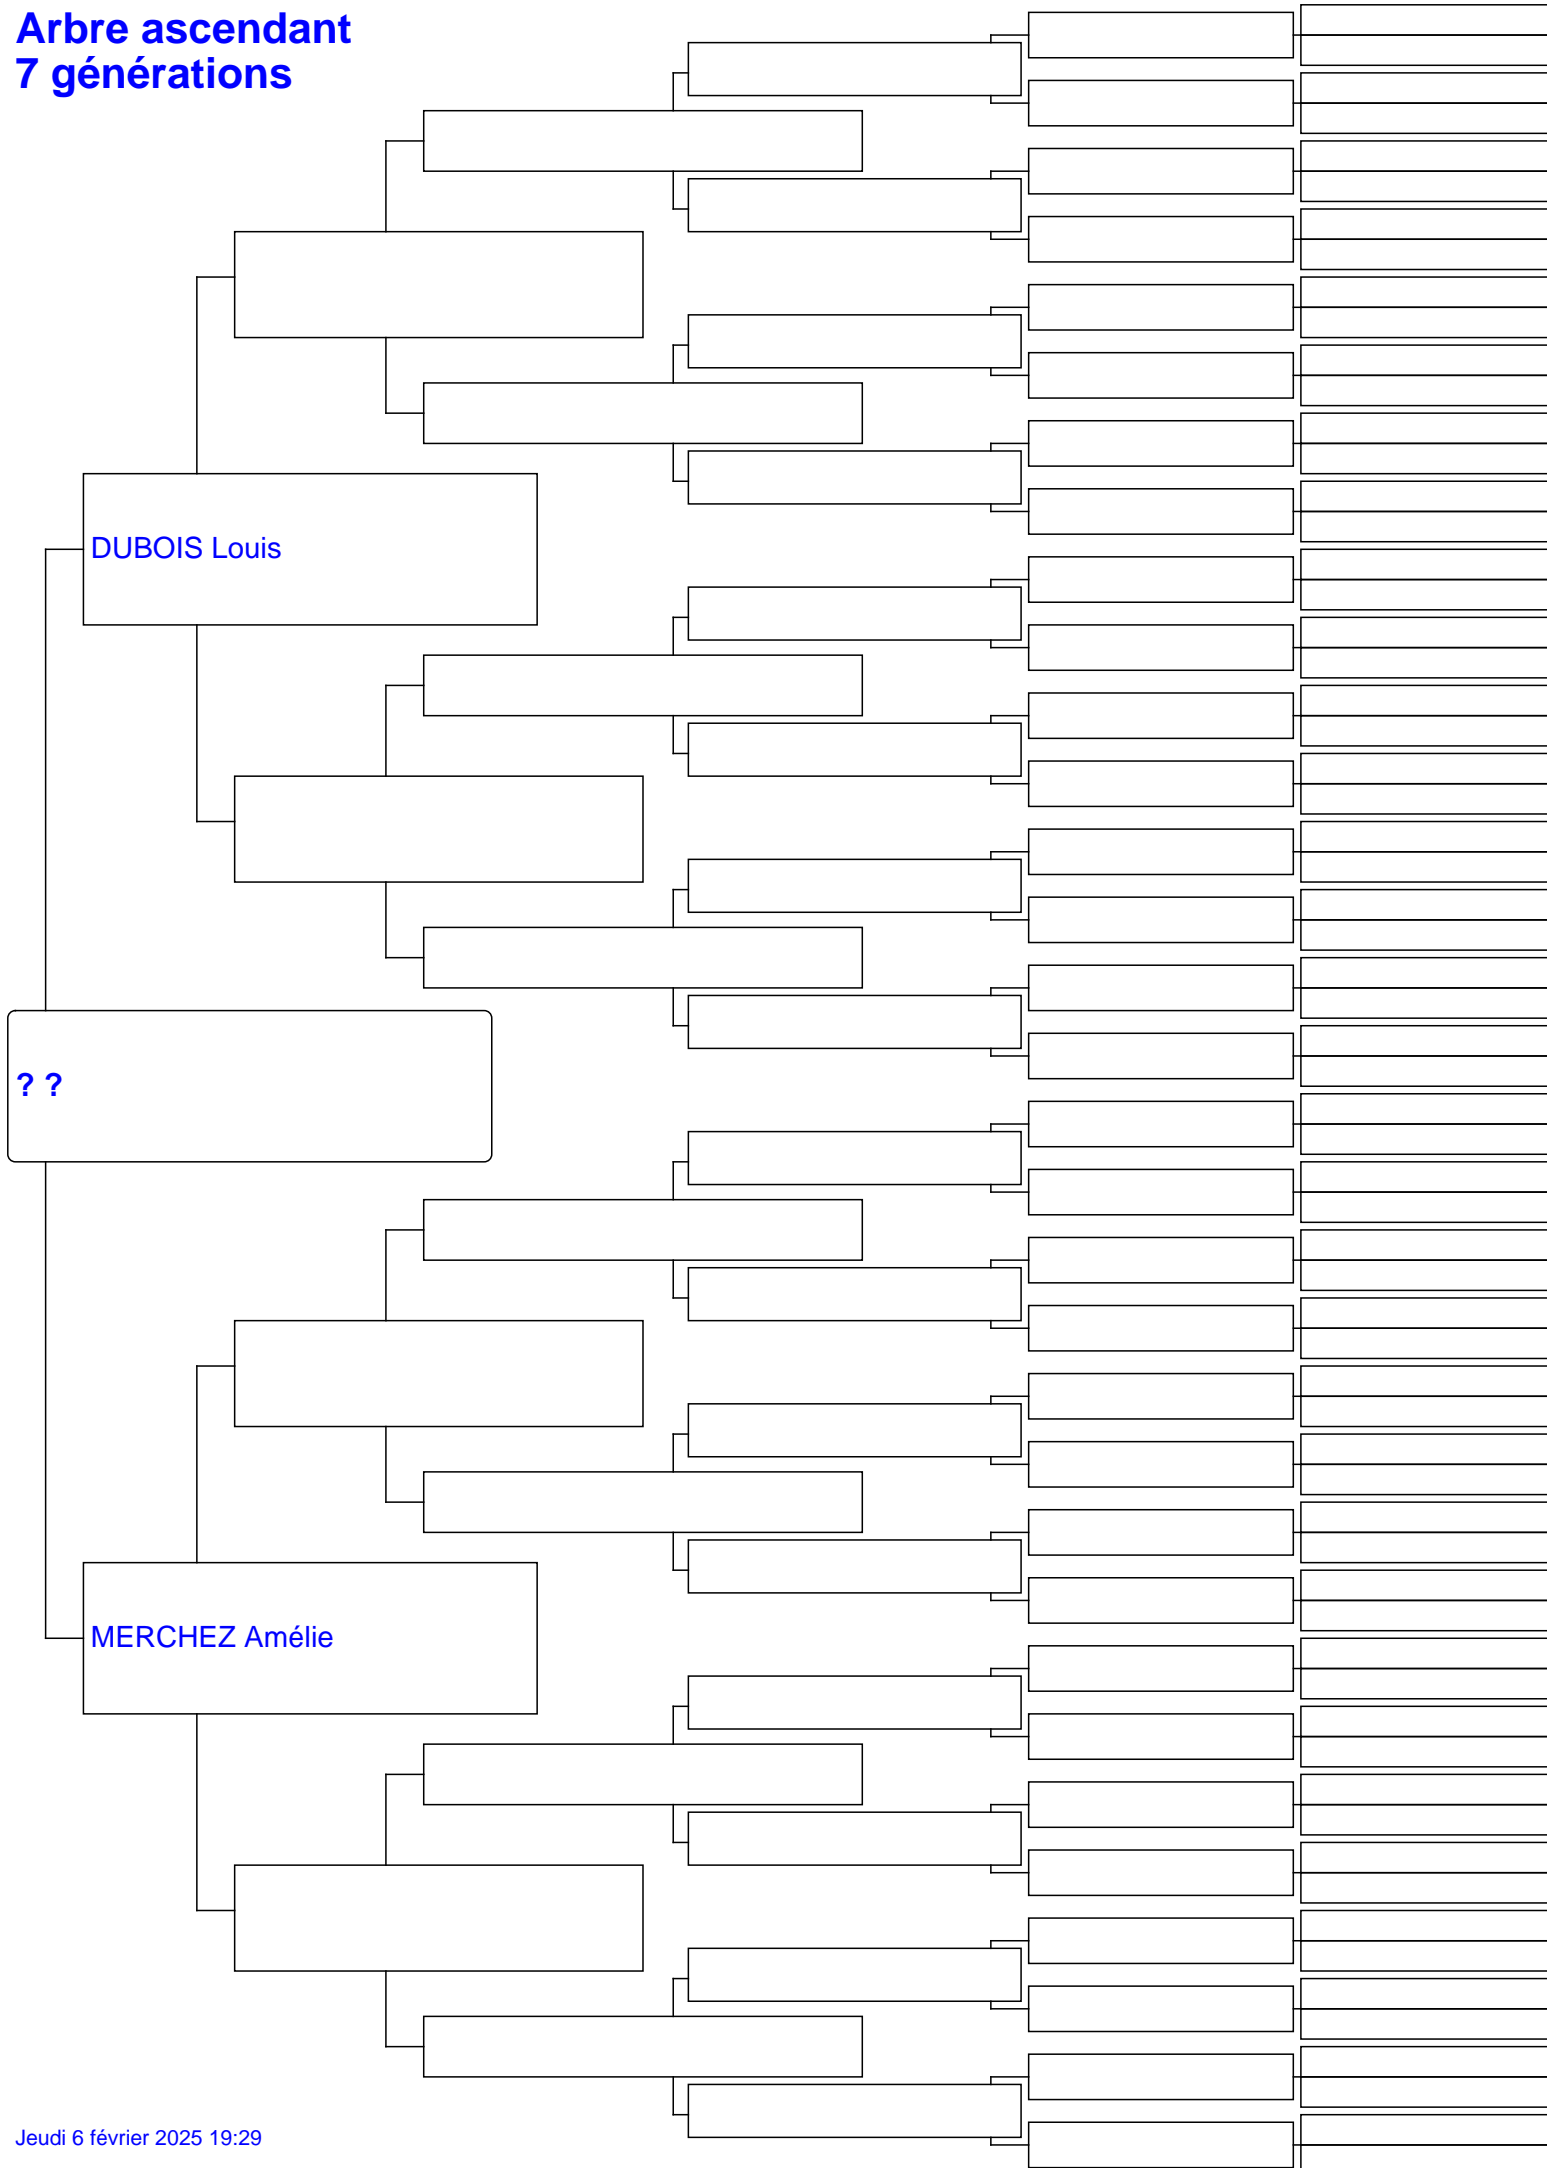 Arbre ascendant
7 générations
DUBOIS Louis
? ?
MERCHEZ Amélie
Jeudi 6 février 2025 19:29